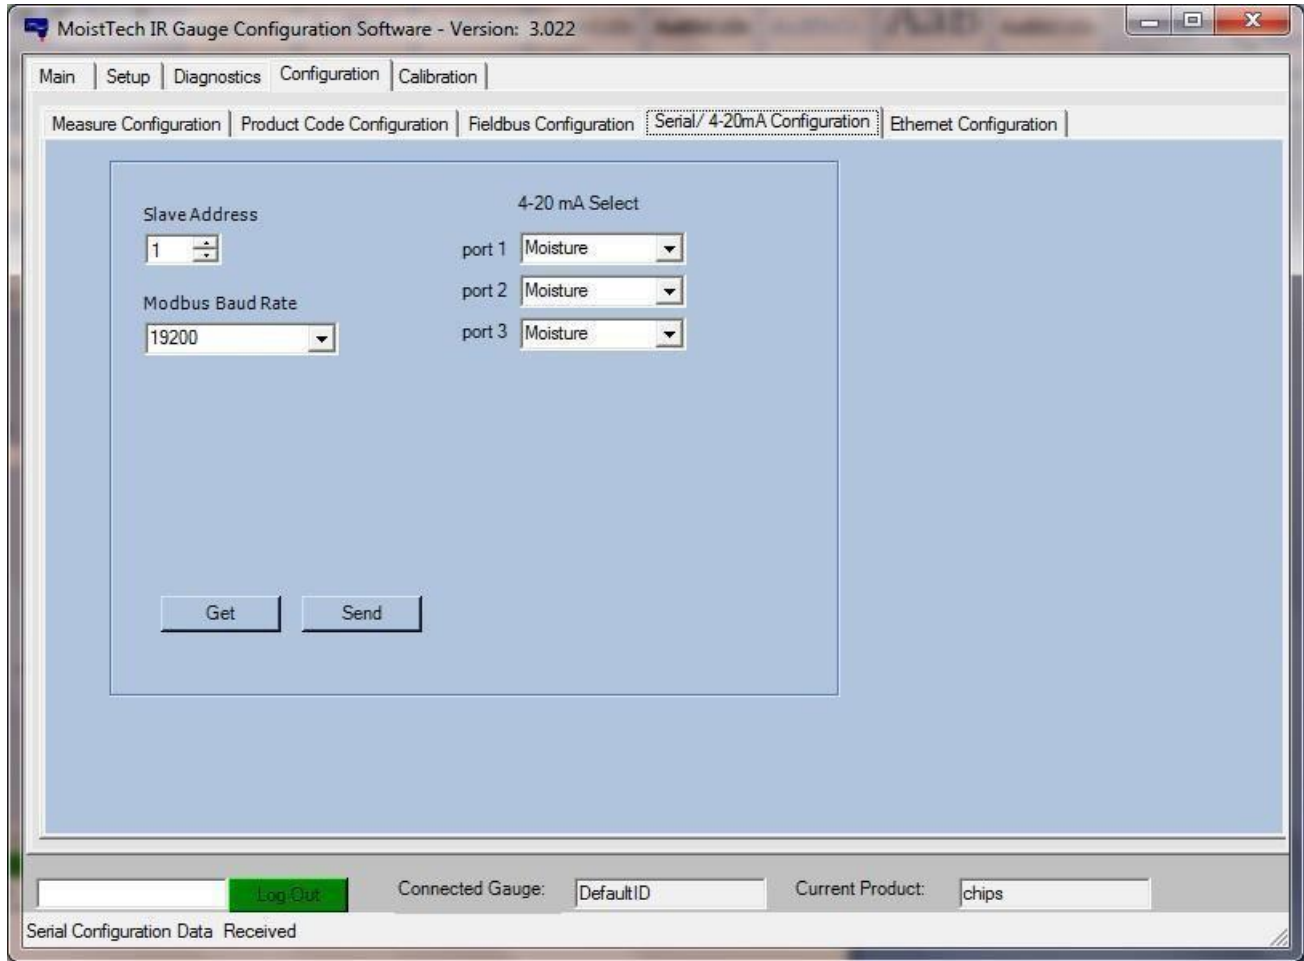 MoistTech IR Gauge Configuration Software - Version: 3.022
Main Setup Diagnostics Configuration Calibration
Measure Configuration Product Code Configuration Fieldbus Configuration Serial/ 4-20mA Configuration Ethernet Configuration
Slave Address
1
Modbus Baud Rate
19200
4-20 mA Select
port 1 Moisture
port 2 Moisture
port 3 Moisture
Get Send
Log Out Connected Gauge: DefaultID Current Product: chips
Serial Configuration Data Received